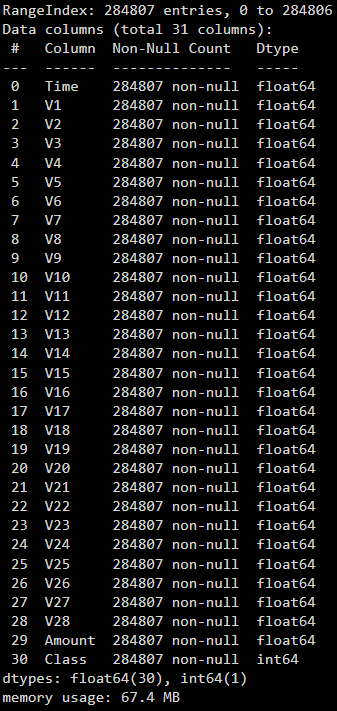 RangeIndex: 284807 entries, 0 to 284806
Data columns (total 31 columns):
 #   Column  Non-Null Count   Dtype
---  ------  --------------   -----
 0   Time    284807 non-null  float64
 1   V1      284807 non-null  float64
 2   V2      284807 non-null  float64
 3   V3      284807 non-null  float64
 4   V4      284807 non-null  float64
 5   V5      284807 non-null  float64
 6   V6      284807 non-null  float64
 7   V7      284807 non-null  float64
 8   V8      284807 non-null  float64
 9   V9      284807 non-null  float64
 10  V10     284807 non-null  float64
 11  V11     284807 non-null  float64
 12  V12     284807 non-null  float64
 13  V13     284807 non-null  float64
 14  V14     284807 non-null  float64
 15  V15     284807 non-null  float64
 16  V16     284807 non-null  float64
 17  V17     284807 non-null  float64
 18  V18     284807 non-null  float64
 19  V19     284807 non-null  float64
 20  V20     284807 non-null  float64
 21  V21     284807 non-null  float64
 22  V22     284807 non-null  float64
 23  V23     284807 non-null  float64
 24  V24     284807 non-null  float64
 25  V25     284807 non-null  float64
 26  V26     284807 non-null  float64
 27  V27     284807 non-null  float64
 28  V28     284807 non-null  float64
 29  Amount  284807 non-null  float64
 30  Class   284807 non-null  int64
dtypes: float64(30), int64(1)
memory usage: 67.4 MB